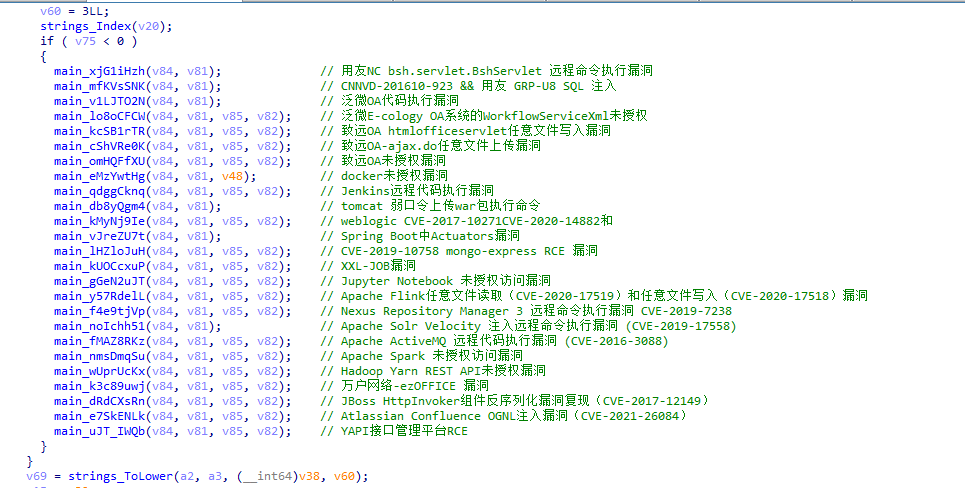 v60 = 3LL;
strings_Index(v20);
if ( v75 < 0 )
{
main_xjG1iHzh(v84, v81); // 用友NC bsh.servlet.BshServlet 远程命令执行漏洞
main_mfKVsSNK(v84, v81); // CNNVD-201610-923 && 用友 GRP-U8 SQL 注入
main_v1LJTO2N(v84, v81); // 泛微OA代码执行漏洞
main_lo8oCFCW(v84, v81, v85, v82); // 泛微E-cology OA系统的WorkflowServiceXml未授权
main_kcSB1rTR(v84, v81, v85, v82); // 致远OA htmlofficeservlet任意文件写入漏洞
main_cShVRe0K(v84, v81, v85, v82); // 致远OA-ajax.do任意文件上传漏洞
main_omHQFfXU(v84, v81, v85, v82); // 致远OA未授权漏洞
main_eMzYwtHg(v84, v81, v48); // docker未授权漏洞
main_qdggCknq(v84, v81, v85, v82); // Jenkins远程代码执行漏洞
main_db8yQgm4(v84, v81); // tomcat 弱口令上传war包执行命令
main_kMyNj9Ie(v84, v81, v85, v82); // weblogic CVE-2017-10271CVE-2020-14882和
main_vJreZU7t(v84, v81); // Spring Boot中Actuators漏洞
main_lHZloJuH(v84, v81, v85, v82); // CVE-2019-10758 mongo-express RCE 漏洞
main_kUOCcxuP(v84, v81, v85, v82); // XXL-JOB漏洞
main_gGeN2uJT(v84, v81, v85, v82); // Jupyter Notebook 未授权访问漏洞
main_y57RdelL(v84, v81, v85, v82); // Apache Flink任意文件读取（CVE-2020-17519）和任意文件写入（CVE-2020-17518）漏洞
main_f4e9tjVp(v84, v81, v85, v82); // Nexus Repository Manager 3 远程命令执行漏洞 CVE-2019-7238
main_noIchh51(v84, v81); // Apache Solr Velocity 注入远程命令执行漏洞 (CVE-2019-17558)
main_fMAZ8RKz(v84, v81, v85, v82); // Apache ActiveMQ 远程代码执行漏洞 (CVE-2016-3088)
main_nmsDmqSu(v84, v81, v85, v82); // Apache Spark 未授权访问漏洞
main_wUprUcKx(v84, v81, v85, v82); // Hadoop Yarn REST API未授权漏洞
main_k3c89uwj(v84, v81, v85, v82); // 万户网络-ezOFFICE 漏洞
main_dRdCXsRn(v84, v81, v85, v82); // JBoss HttpInvoker组件反序列化漏洞复现（CVE-2017-12149）
main_e7SkENLk(v84, v81, v85, v82); // Atlassian Confluence OGNL注入漏洞（CVE-2021-26084）
main_uJT_IWQb(v84, v81, v85, v82); // YAPI接口管理平台RCE
}
}
v69 = strings_ToLower(a2, a3, (__int64)v38, v60);